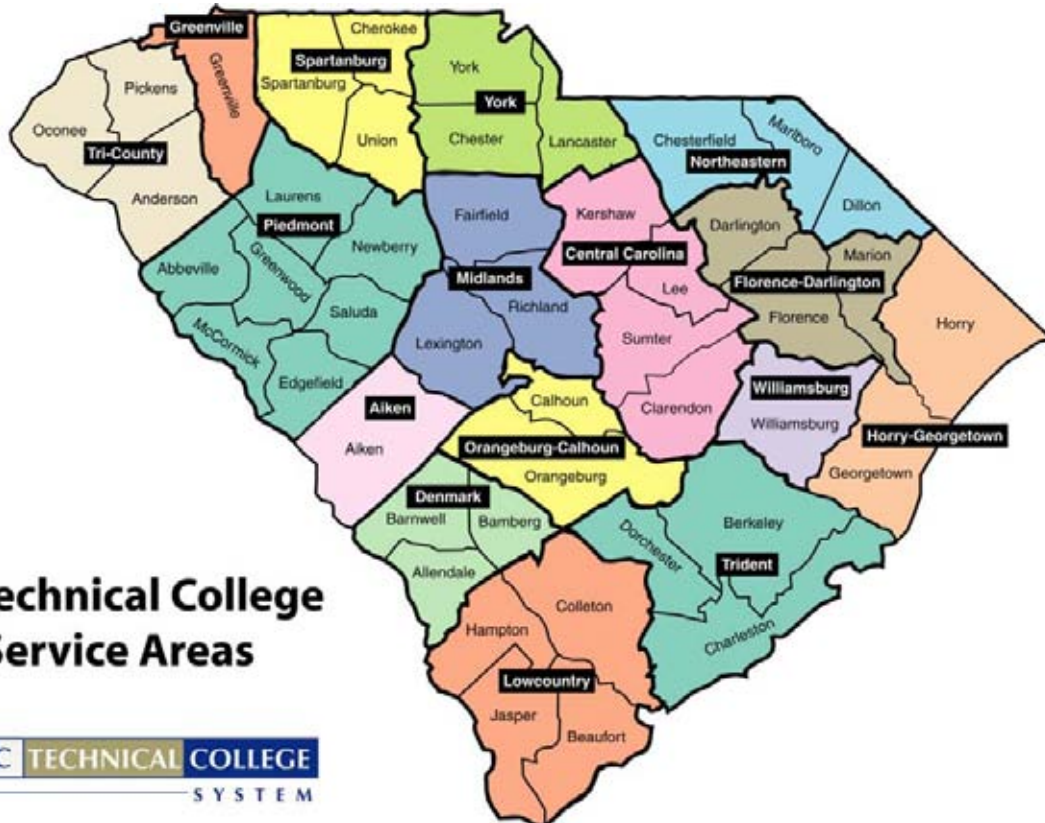 Greenville
Cherokee
Spartanburg
Spartanburg
Union
Greenville
Pickens
Oconee
Tri-County
Anderson
York
York
Chester
Lancaster
Chesterfield
Marlboro
Northeastern
Dillon
Laurens
Piedmont
Newberry
Abbeville
Greenwood
Saluda
McCormick
Edgefield
Fairfield
Midlands
Richland
Lexington
Kershaw
Central Carolina
Lee
Sumter
Clarendon
Darlington
Marion
Florence-Darlington
Florence
Horry
Williamsburg
Williamsburg
Horry-Georgetown
Georgetown
Aiken
Aiken
Calhoun
Orangeburg-Calhoun
Orangeburg
Denmark
Barnwell
Bamberg
Allendale
Berkeley
Dorchester
Trident
Charleston
Colleton
Hampton
Lowcountry
Jasper
Beaufort
echnical College
ervice Areas
C TECHNICAL COLLEGE
SYSTEM